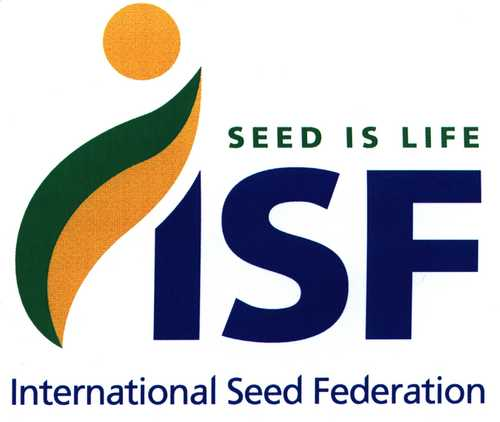 SEED IS LIFE
ISF
International Seed Federation